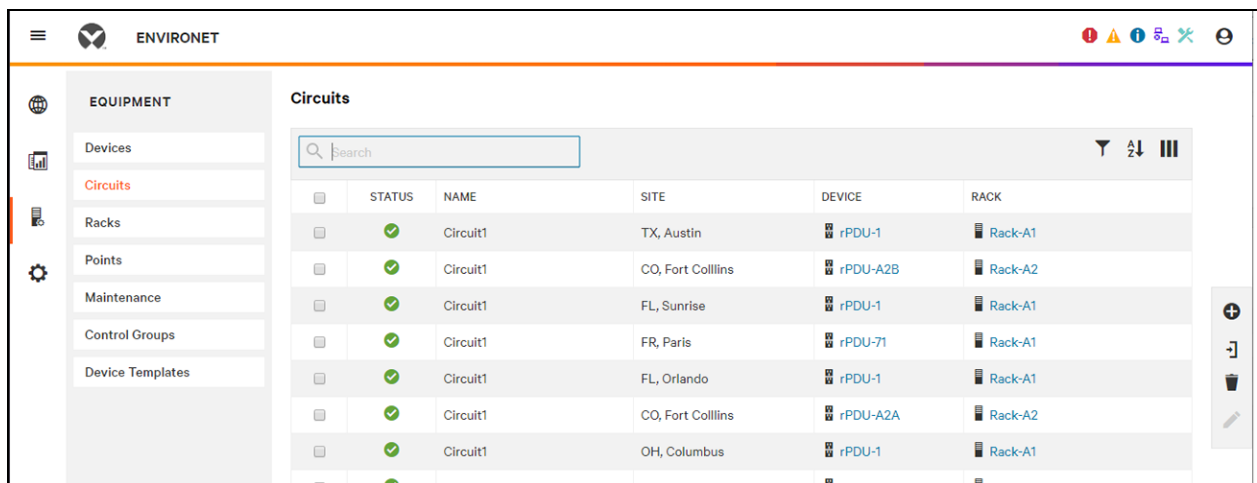 ENVIRONET
EQUIPMENT
Devices
Circuits
Racks
Points
Maintenance
Control Groups
Device Templates
Circuits
Search
STATUS NAME SITE DEVICE RACK
Circuit1 TX, Austin rPDU-1 Rack-A1
Circuit1 CO, Fort Colllins rPDU-A2B Rack-A2
Circuit1 FL, Sunrise rPDU-1 Rack-A1
Circuit1 FR, Paris rPDU-71 Rack-A1
Circuit1 FL, Orlando rPDU-1 Rack-A1
Circuit1 CO, Fort Colllins rPDU-A2A Rack-A2
Circuit1 OH, Columbus rPDU-1 Rack-A1